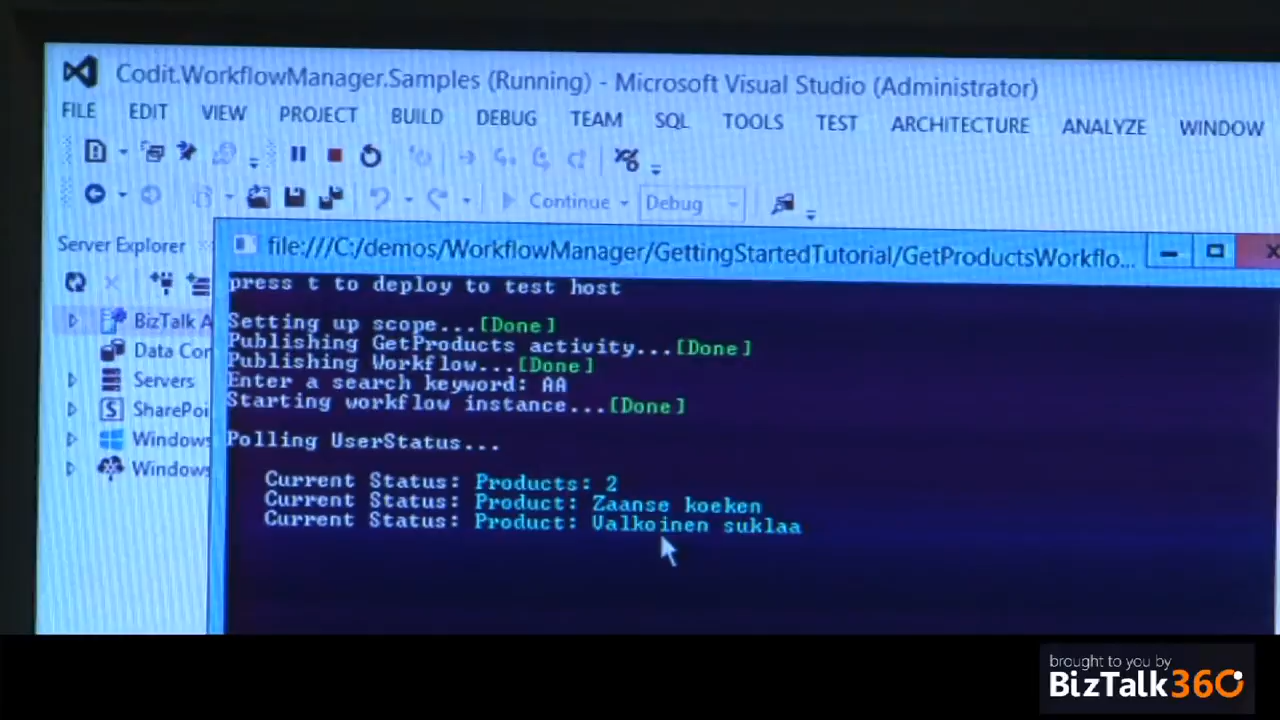 Codit.WorkflowManager.Samples (Running) - Microsoft Visual Studio (Administrator)
FILE EDIT VIEW PROJECT BUILD DEBUG TEAM SQL TOOLS TEST ARCHITECTURE ANALYZE WINDOW
Continue Debug
Server Explorer
file:///C:/demos/WorkflowManager/GettingStartedTutorial/GetProductsWorkflo...
BizTalk A
Data Con
Servers
SharePoi
Windows
Windows
press t to deploy to test host
Setting up scope...[Done]
Publishing GetProducts activity...[Done]
Publishing Workflow...[Done]
Enter a search keyword: AA
Starting workflow instance...[Done]
Polling UserStatus...
Current Status: Products: 2
Current Status: Product: Zaanse koeken
Current Status: Product: Valkoinen suklaa
brought to you by
BizTalk360